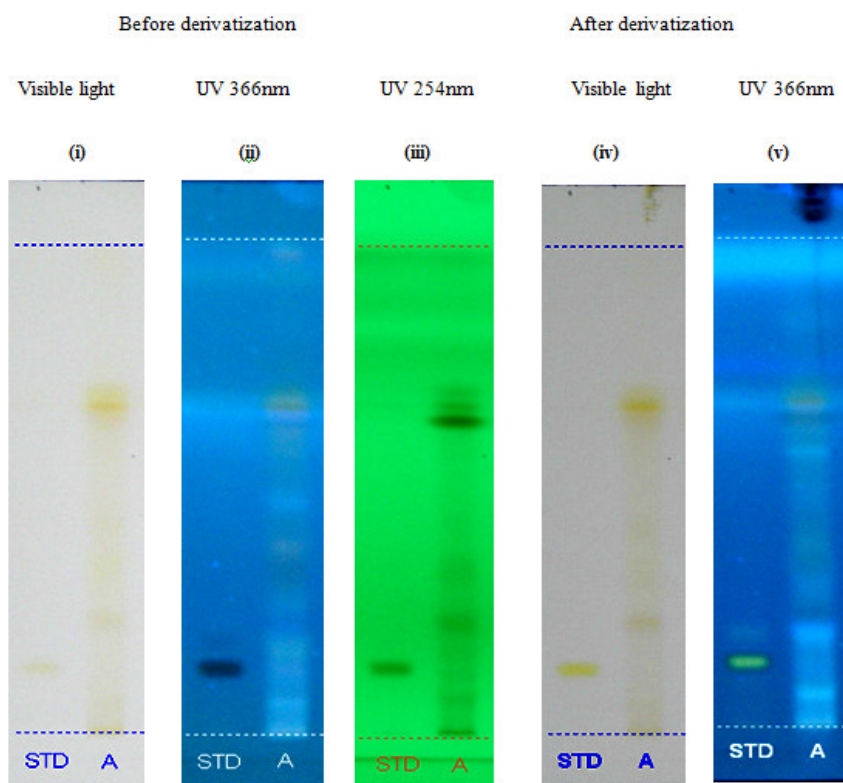 Before derivatization After derivatization
Visible light UV 366nm UV 254nm Visible light UV 366nm
(i) (ii) (iii) (iv) (v)
STD A STD A STD A STD A STD A